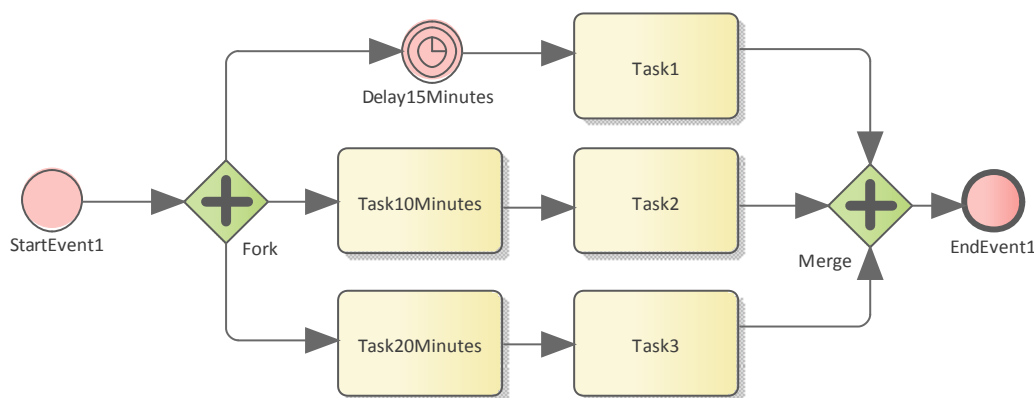 Delay15Minutes
Task1
StartEvent1
Fork
Task10Minutes
Task2
Merge
EndEvent1
Task20Minutes
Task3